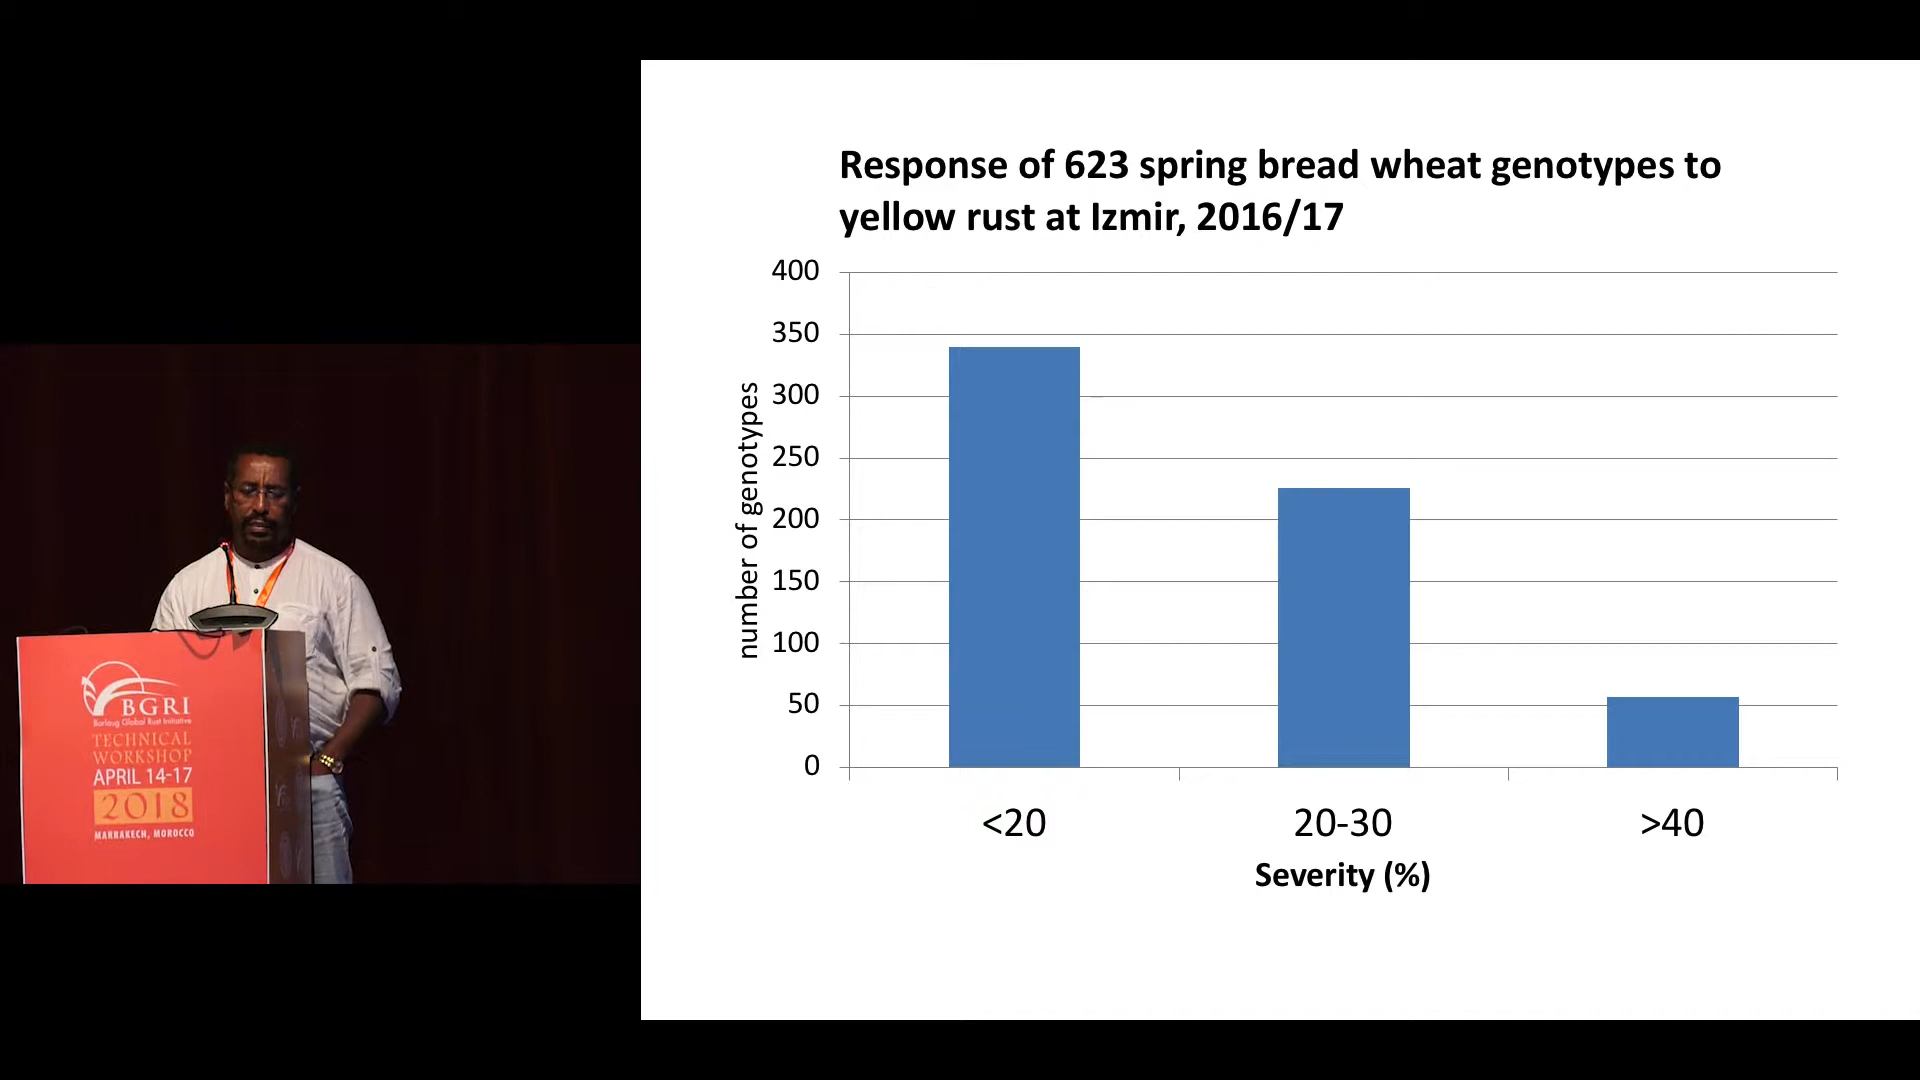 BGRI
Borlaug Global Rust Initiative
TECHNICAL
WORKSHOP
APRIL 14-17
2018
MARRAKECH, MOROCCO
Response of 623 spring bread wheat genotypes to
yellow rust at Izmir, 2016/17
number of genotypes
400
350
300
250
200
150
100
50
0
<20 20-30 >40
Severity (%)